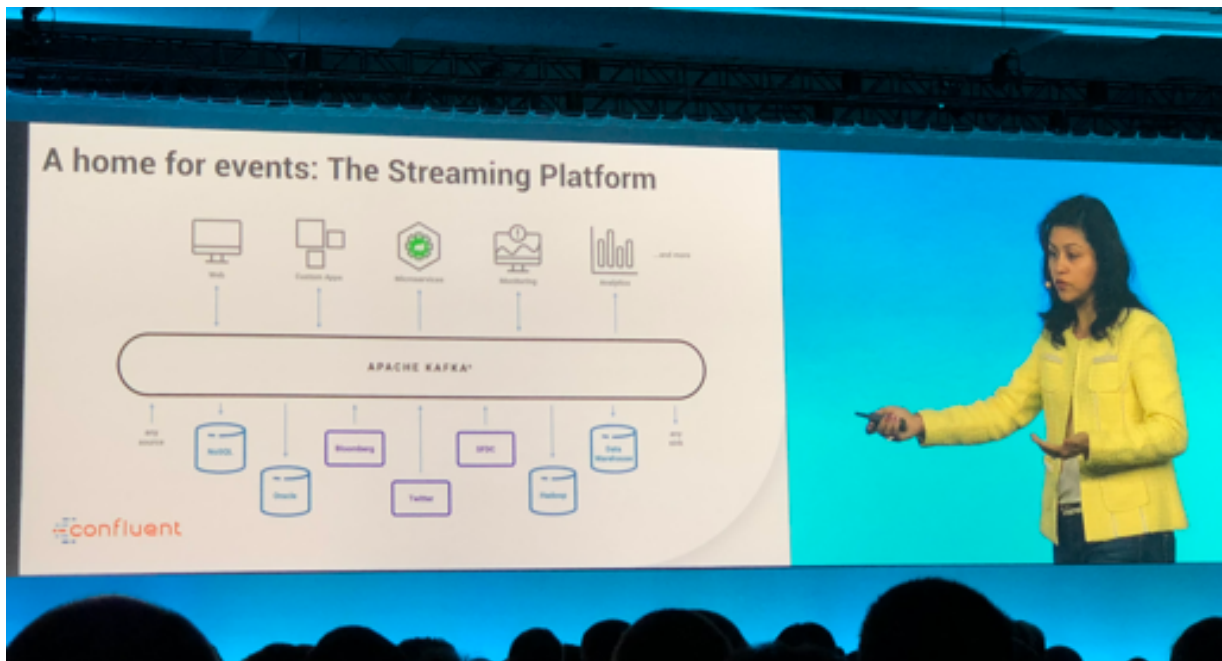 A home for events: The Streaming Platform
Web
Custom Apps
Microservices
Monitoring
Analytics
...and more
APACHE KAFKA®
any
source
NoSQL
Oracle
Bloomberg
Twitter
SFDC
Hadoop
Data
Warehouse
any
sink
confluent